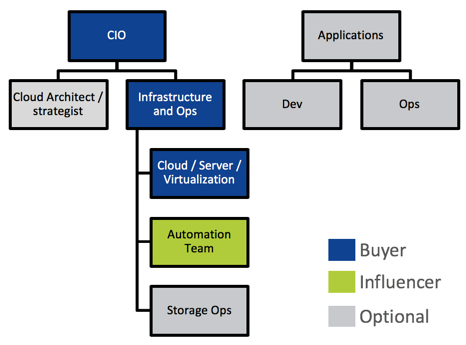 CIO
Applications
Cloud Architect /
strategist
Infrastructure
and Ops
Dev
Ops
Cloud / Server /
Virtualization
Automation
Team
Storage Ops
Buyer
Influencer
Optional